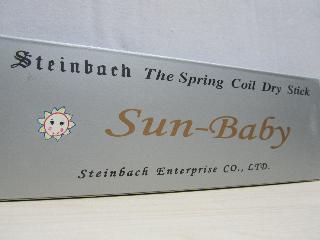 Steinbach The Spring Coil Dry Stick
Sun-Baby
Steinbach Enterprise CO., LTD.